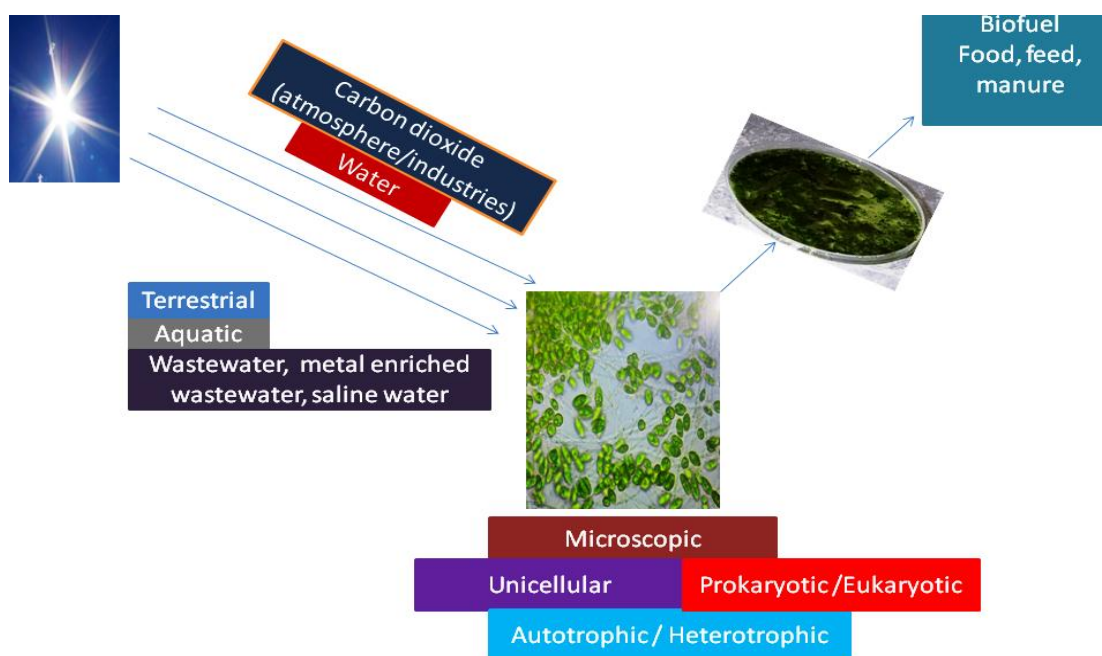 Biofuel
Food, feed,
manure
Carbon dioxide
(atmosphere/industries)
Water
Terrestrial
Aquatic
Wastewater, metal enriched
wastewater, saline water
Microscopic
Unicellular
Prokaryotic/Eukaryotic
Autotrophic / Heterotrophic